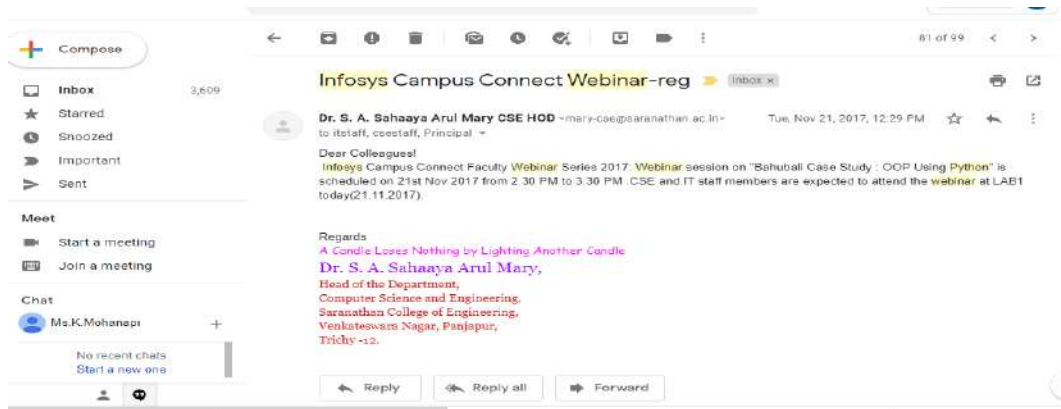 Compose
81 of 99
Infosys Campus Connect Webinar-reg
Inbox x
Inbox 3,609
Starred
Snoozed
Important
Sent
Dr. S. A. Sahaaya Arul Mary CSE HOD <mary-cse@saranathan.ac.in>
Tue, Nov 21, 2017, 12:29 PM
to itstaff, csestaff, Principal
Dear Colleagues!
Infosys Campus Connect Faculty Webinar Series 2017: Webinar session on "Bahubali Case Study : OOP Using Python" is
scheduled on 21st Nov 2017 from 2.30 PM to 3.30 PM .CSE and IT staff members are expected to attend the webinar at LAB1
today(21.11.2017).
Meet
Start a meeting
Join a meeting
Regards
A Candle Loses Nothing by Lighting Another Candle
Dr. S. A. Sahaaya Arul Mary,
Head of the Department,
Computer Science and Engineering,
Saranathan College of Engineering,
Venkateswara Nagar, Panjapur,
Trichy -12.
Chat
Ms.K.Mohanapr
No recent chats
Start a new one
Reply
Reply all
Forward